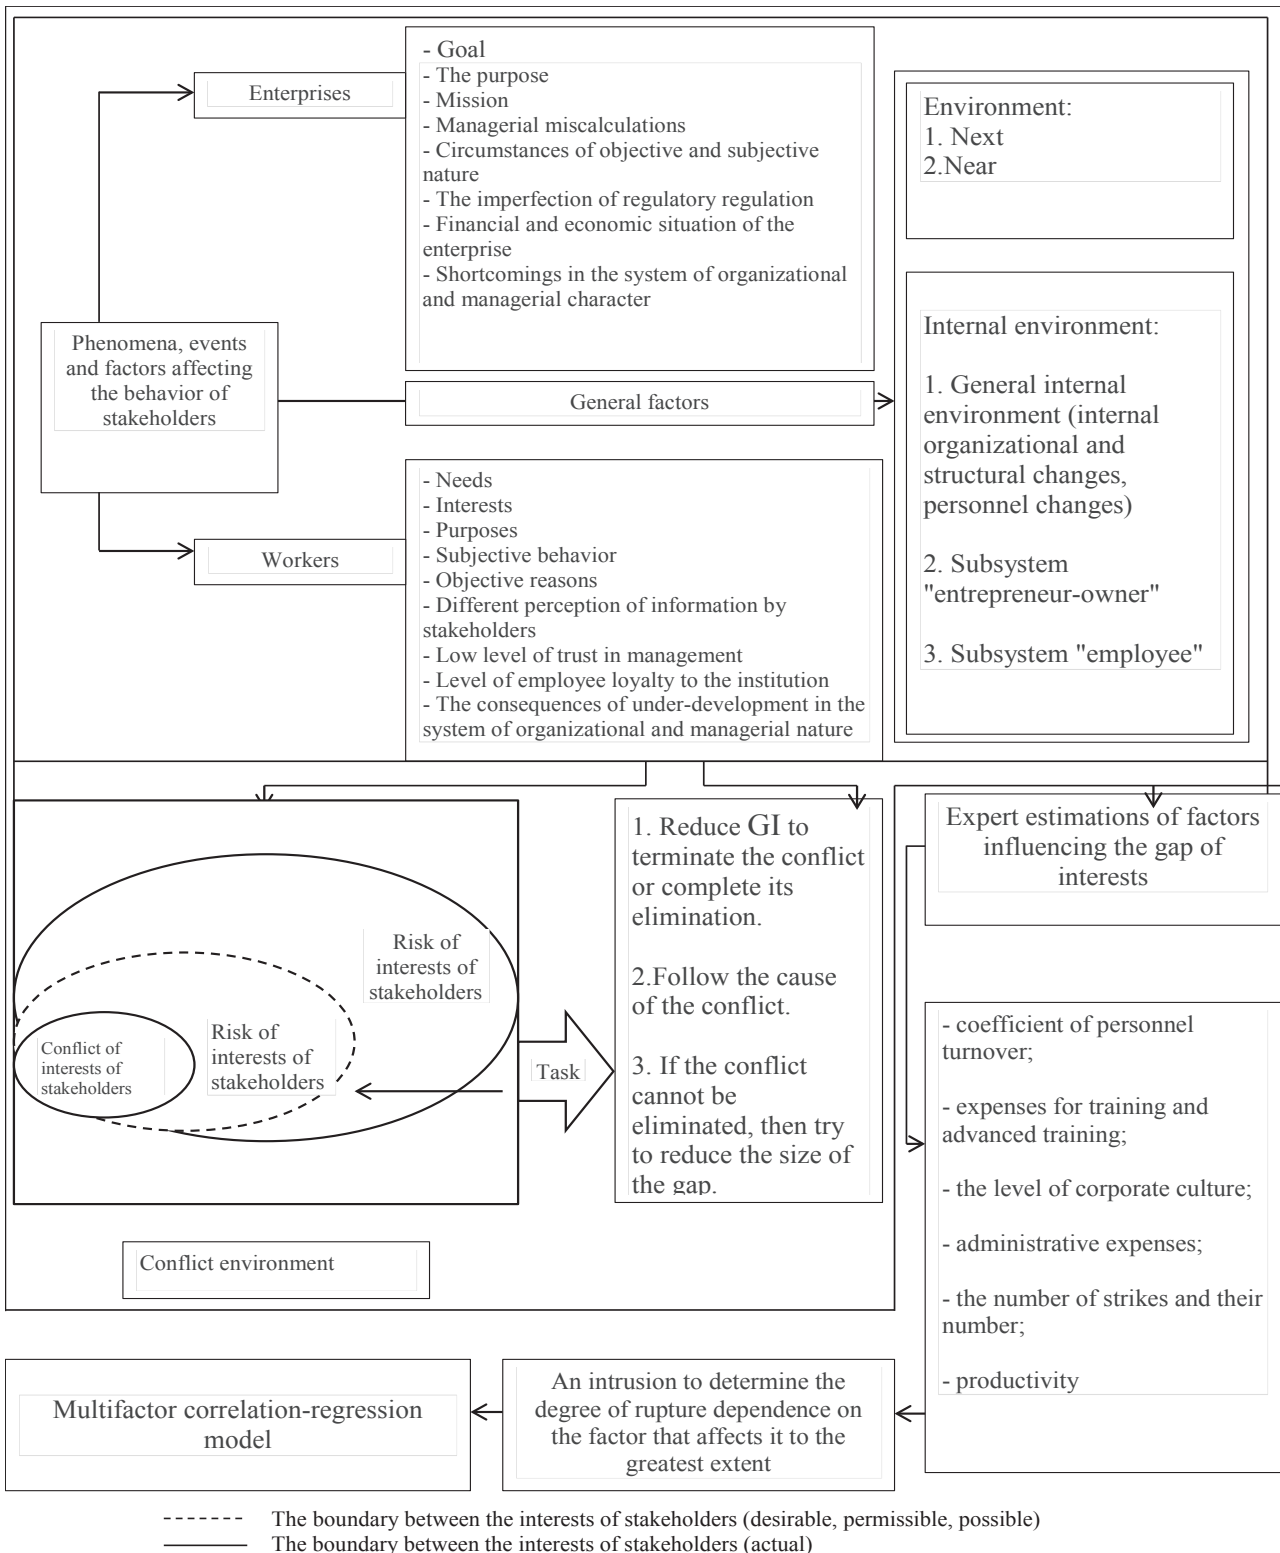 Enterprises
- Goal
- The purpose
- Mission
- Managerial miscalculations
- Circumstances of objective and subjective
nature
- The imperfection of regulatory regulation
- Financial and economic situation of the
enterprise
- Shortcomings in the system of organizational
and managerial character
Environment:
1. Next
2.Near
Phenomena, events
and factors affecting
the behavior of
stakeholders
General factors
Internal environment:
1. General internal
environment (internal
organizational and
structural changes,
personnel changes)
2. Subsystem
"entrepreneur-owner"
3. Subsystem "employee"
Workers
- Needs
- Interests
- Purposes
- Subjective behavior
- Objective reasons
- Different perception of information by
stakeholders
- Low level of trust in management
- Level of employee loyalty to the institution
- The consequences of under-development in the
system of organizational and managerial nature
Risk of
interests of
stakeholders
Risk of
interests of
stakeholders
Conflict of
interests of
stakeholders
Task
1. Reduce GI to
terminate the conflict
or complete its
elimination.
2.Follow the cause
of the conflict.
3. If the conflict
cannot be
eliminated, then try
to reduce the size of
the gap.
Expert estimations of factors
influencing the gap of
interests
- coefficient of personnel
turnover;
- expenses for training and
advanced training;
- the level of corporate culture;
- administrative expenses;
- the number of strikes and their
number;
- productivity
Conflict environment
Multifactor correlation-regression
model
An intrusion to determine the
degree of rupture dependence on
the factor that affects it to the
greatest extent
The boundary between the interests of stakeholders (desirable, permissible, possible)
The boundary between the interests of stakeholders (actual)